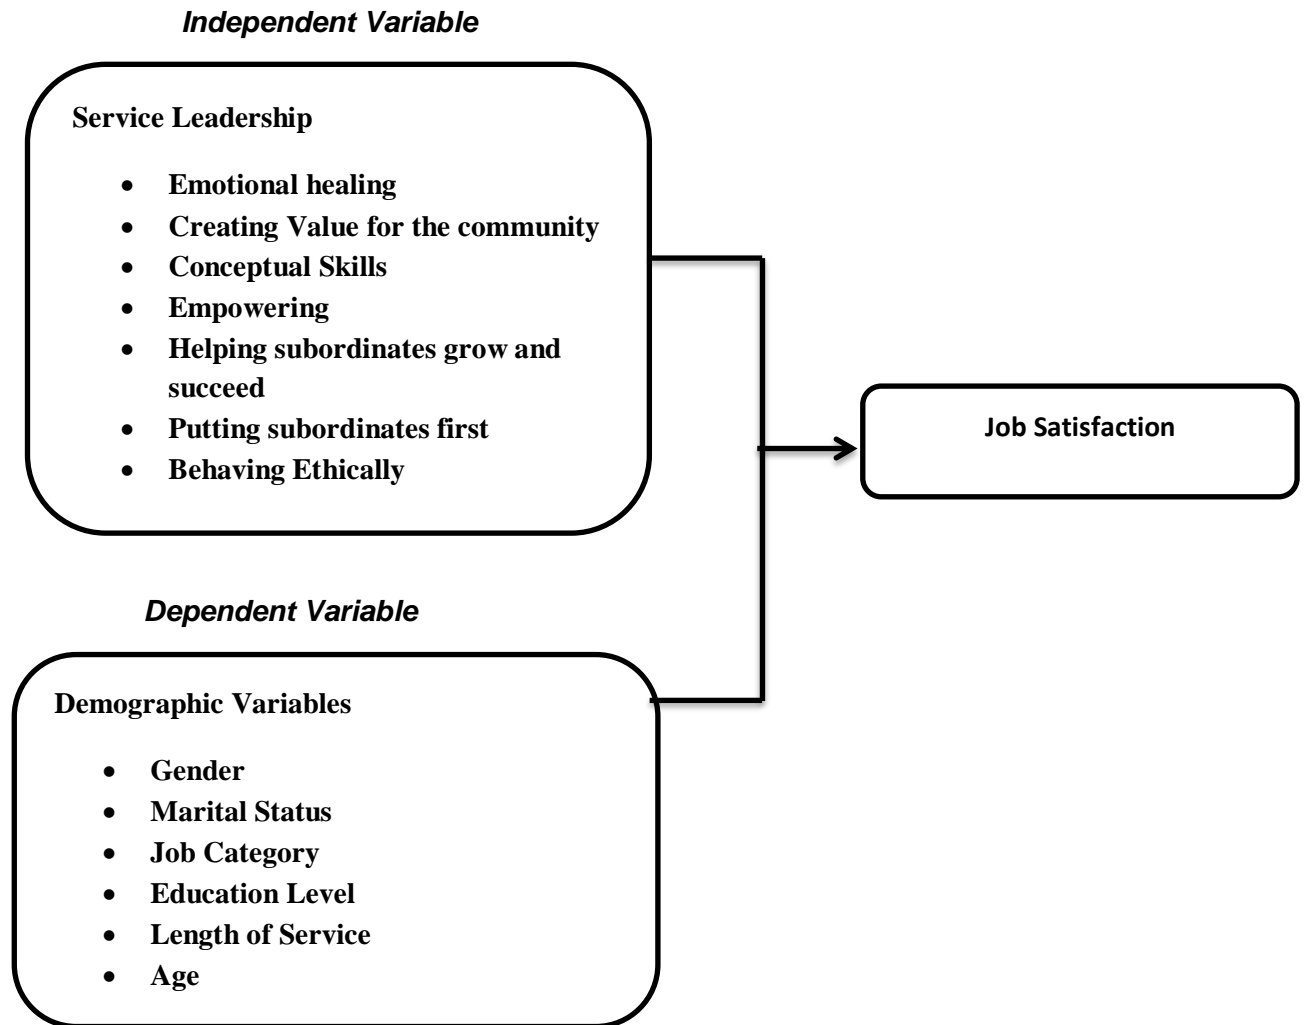 Independent Variable
Service Leadership
• Emotional healing
• Creating Value for the community
• Conceptual Skills
• Empowering
• Helping subordinates grow and
succeed
• Putting subordinates first
• Behaving Ethically
Job Satisfaction
Dependent Variable
Demographic Variables
• Gender
• Marital Status
• Job Category
• Education Level
• Length of Service
• Age